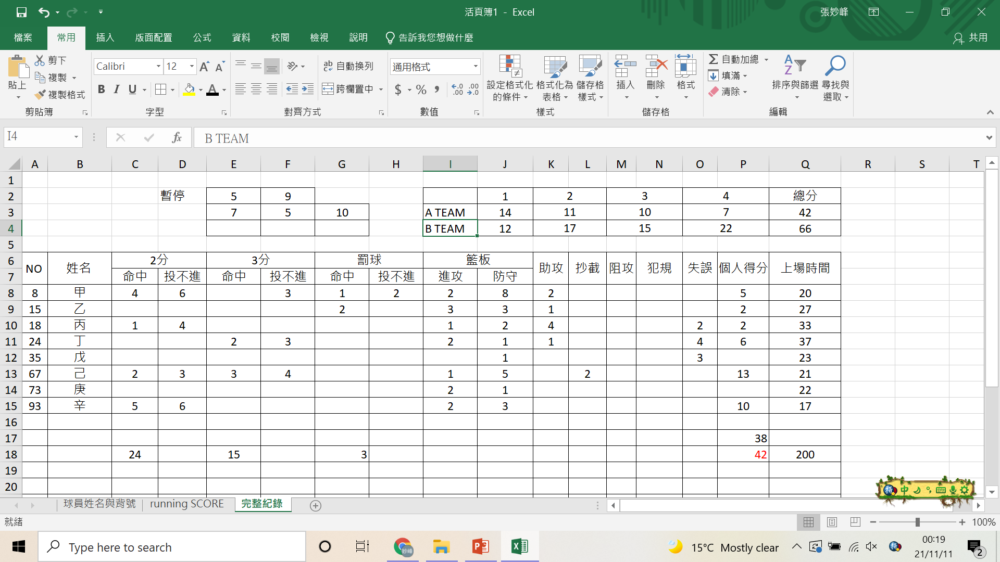 活頁簿1 - Excel
張妙峰
檔案 常用 插入 版面配置 公式 資料 校閱 檢視 說明 告訴我您想做什麼 共用
貼上 剪下 複製 複製格式
剪貼簿
Calibri 12
B I U
字型
自動換列
跨欄置中
對齊方式
通用格式
$ % , .00 .00
數值
設定格式化的條件 格式化為表格 儲存格樣式
樣式
插入 刪除 格式
儲存格
自動加總 填滿 清除 排序與篩選 尋找與選取
編輯
I4 fx B TEAM
A B C D E F G H I J K L M N O P Q R S T
1
2 暫停 5 9 1 2 3 4 總分
3 7 5 10 A TEAM 14 11 10 7 42
4 B TEAM 12 17 15 22 66
5
6 NO 姓名 2分 3分 罰球 籃板 助攻 抄截 阻攻 犯規 失誤 個人得分 上場時間
7 命中 投不進 命中 投不進 命中 投不進 進攻 防守
8 8 甲 4 6 3 1 2 2 8 2 5 20
9 15 乙 2 3 3 1 2 27
10 18 丙 1 4 1 2 4 2 2 33
11 24 丁 2 3 2 1 1 4 6 37
12 35 戊 1 3 23
13 67 己 2 3 3 4 1 5 2 13 21
14 73 庚 2 1 22
15 93 辛 5 6 2 3 10 17
16
17 38
18 24 15 3 42 200
19
20
球員姓名與背號 running SCORE 完整紀錄
拼 中
就緒 100%
Type here to search
15°C Mostly clear
拼
00:19
21/11/11
2